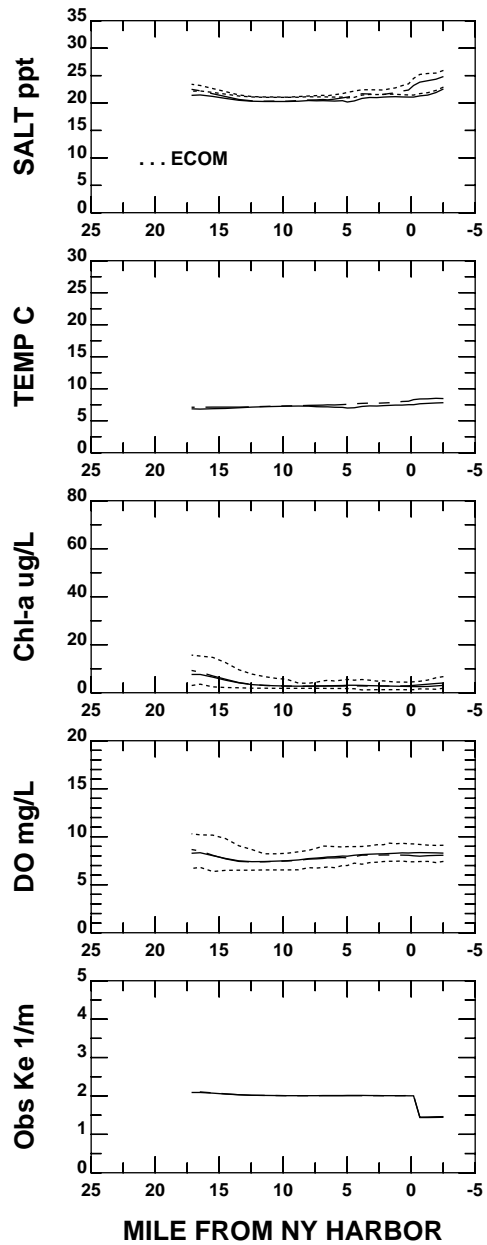 SALT ppt
35
30
25
20
15
10
5
0
. . . ECOM
25 20 15 10 5 0 -5
TEMP C
30
25
20
15
10
5
0
25 20 15 10 5 0 -5
Chl-a ug/L
80
60
40
20
0
25 20 15 10 5 0 -5
DO mg/L
20
15
10
5
0
25 20 15 10 5 0 -5
Obs Ke 1/m
5
4
3
2
1
0
25 20 15 10 5 0 -5
MILE FROM NY HARBOR